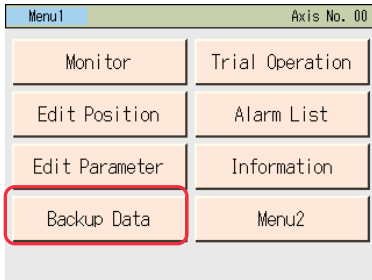 Menu1 Axis No. 00
Monitor Trial Operation
Edit Position Alarm List
Edit Parameter Information
Backup Data Menu2